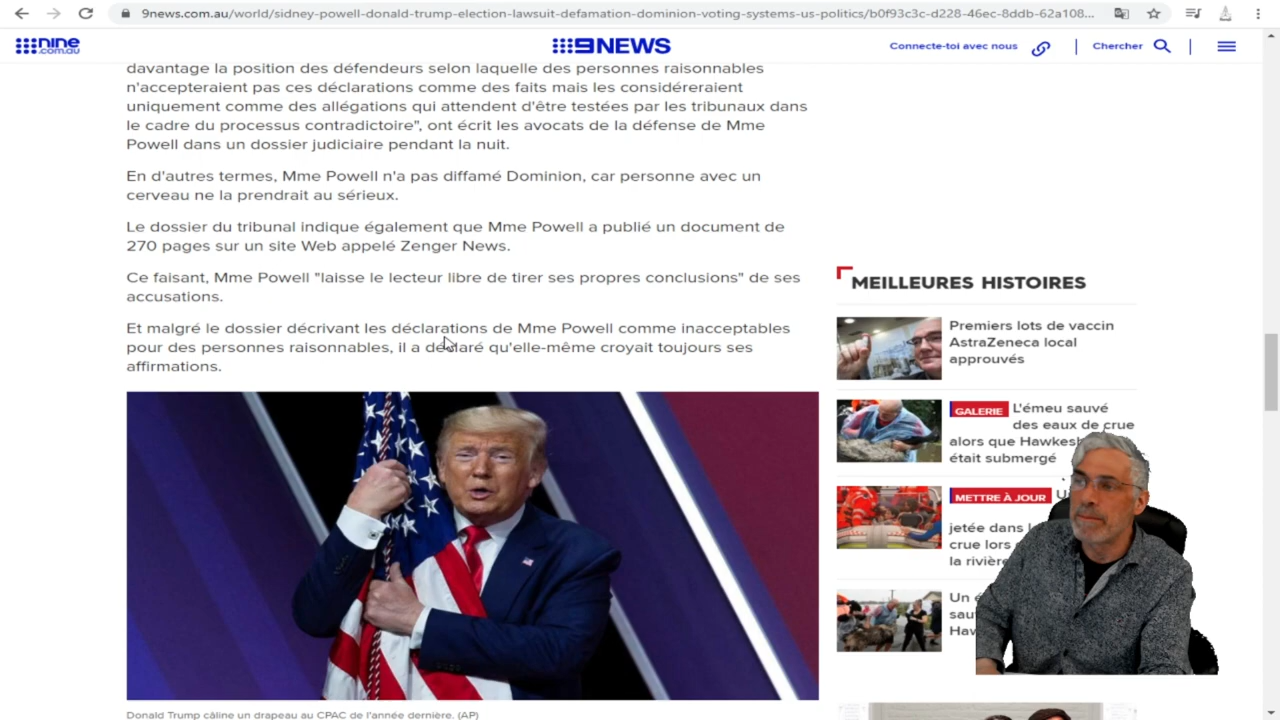 9news.com.au/world/sidney-powell-donald-trump-election-lawsuit-defamation-dominion-voting-systems-us-politics/b0f93c3c-d228-46ec-8ddb-62a108...
nine
.com.au
9NEWS
Connecte-toi avec nous
Chercher
davantage la position des défendeurs selon laquelle des personnes raisonnables
n'accepteraient pas ces déclarations comme des faits mais les considéreraient
uniquement comme des allégations qui attendent d'être testées par les tribunaux dans
le cadre du processus contradictoire", ont écrit les avocats de la défense de Mme
Powell dans un dossier judiciaire pendant la nuit.
En d'autres termes, Mme Powell n'a pas diffamé Dominion, car personne avec un
cerveau ne la prendrait au sérieux.
Le dossier du tribunal indique également que Mme Powell a publié un document de
270 pages sur un site Web appelé Zenger News.
Ce faisant, Mme Powell "laisse le lecteur libre de tirer ses propres conclusions" de ses
accusations.
Et malgré le dossier décrivant les déclarations de Mme Powell comme inacceptables
pour des personnes raisonnables, il a déclaré qu'elle-même croyait toujours ses
affirmations.
Donald Trump câline un drapeau au CPAC de l'année dernière. (AP)
MEILLEURES HISTOIRES
Premiers lots de vaccin
AstraZeneca local
approuvés
GALERIE L'émeu sauvé
des eaux de crue
alors que Hawkesb
était submergé
METTRE À JOUR
jetée dans l
crue lors
la rivière
Un é
sau
Haw